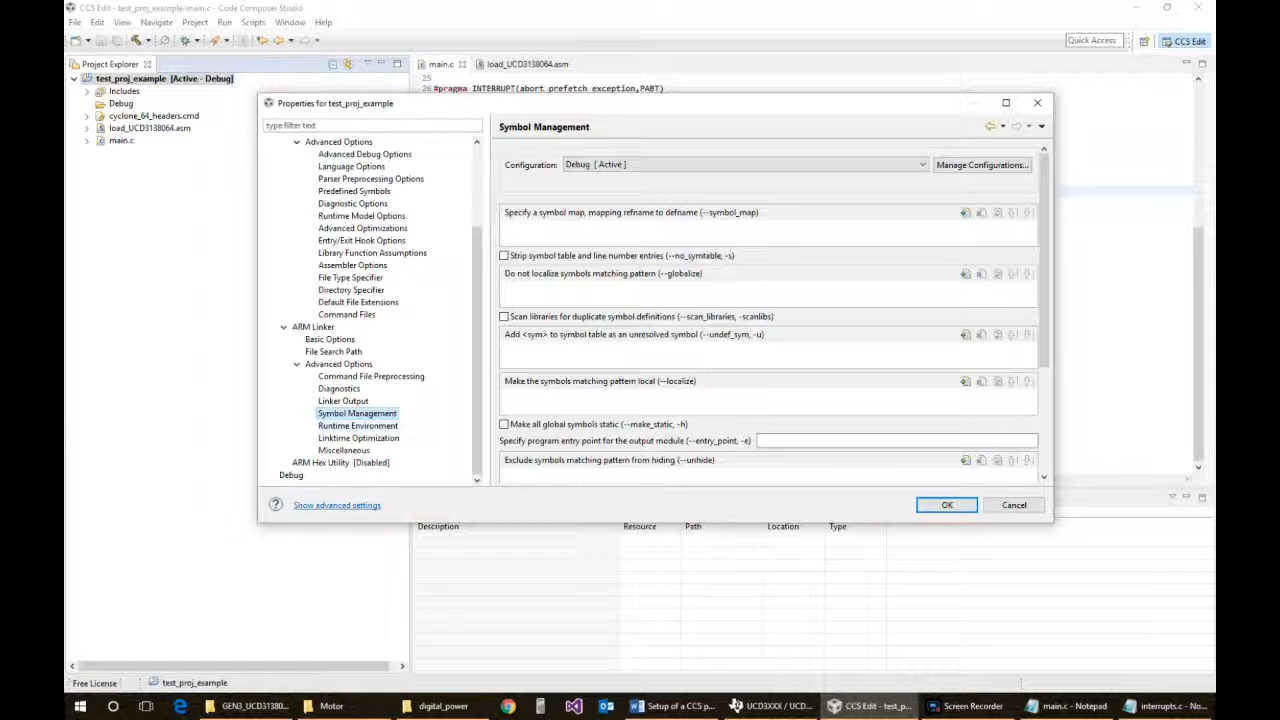 CCS Edit - test_proj_example/main.c - Code Composer Studio
File Edit View Navigate Project Run Scripts Window Help
Quick Access
CCS Edit
Project Explorer
test_proj_example [Active - Debug]
Includes
Debug
cyclone_64_headers.cmd
load_UCD3138064.asm
main.c
main.c
load_UCD3138064.asm
25
26 #pragma INTERRUPT(abort_prefetch_exception,PABT)
Properties for test_proj_example
type filter text
Advanced Options
Advanced Debug Options
Language Options
Parser Preprocessing Options
Predefined Symbols
Diagnostic Options
Runtime Model Options
Advanced Optimizations
Entry/Exit Hook Options
Library Function Assumptions
Assembler Options
File Type Specifier
Directory Specifier
Default File Extensions
Command Files
ARM Linker
Basic Options
File Search Path
Advanced Options
Command File Preprocessing
Diagnostics
Linker Output
Symbol Management
Runtime Environment
Linktime Optimization
Miscellaneous
ARM Hex Utility [Disabled]
Debug
Symbol Management
Configuration: Debug [ Active ]
Manage Configurations...
Specify a symbol map, mapping refname to defname (--symbol_map)
Strip symbol table and line number entries (--no_symtable, -s)
Do not localize symbols matching pattern (--globalize)
Scan libraries for duplicate symbol definitions (--scan_libraries, -scanlibs)
Add <sym> to symbol table as an unresolved symbol (--undef_sym, -u)
Make the symbols matching pattern local (--localize)
Make all global symbols static (--make_static, -h)
Specify program entry point for the output module (--entry_point, -e)
Exclude symbols matching pattern from hiding (--unhide)
Show advanced settings
OK
Cancel
Description Resource Path Location Type
Free License
test_proj_example
GEN3_UCD31380...
Motor
digital_power
Setup of a CCS p...
UCD3XXX / UCD...
CCS Edit - test_p...
Screen Recorder
main.c - Notepad
interrupts.c - No...